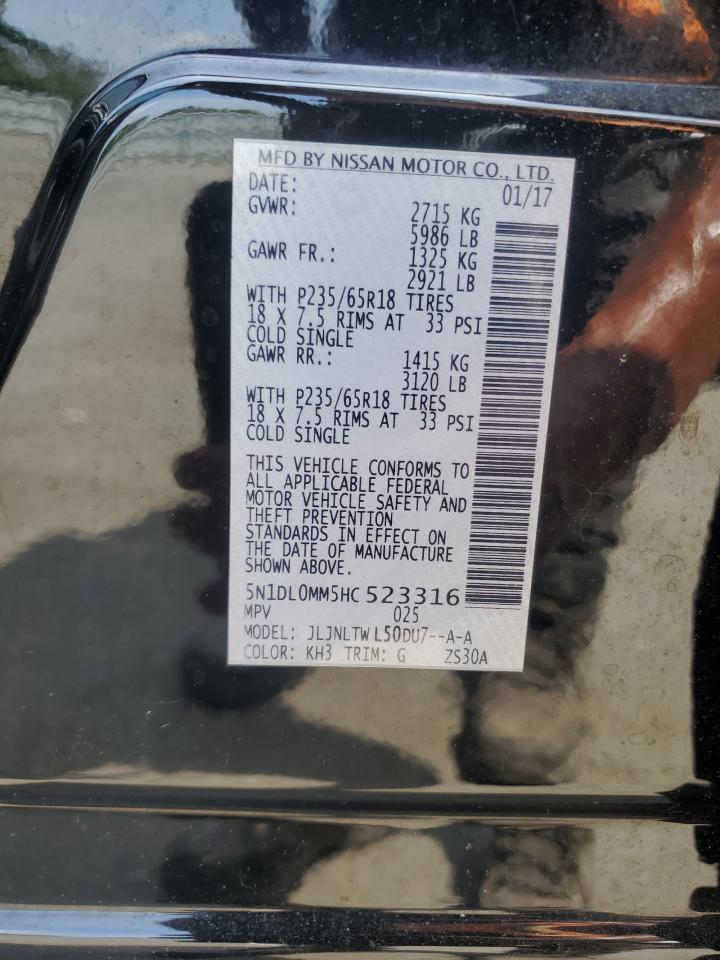 MFD BY NISSAN MOTOR CO., LTD.
DATE: 01/17
GVWR: 2715 KG
5986 LB
GAWR FR.: 1325 KG
2921 LB
WITH P235/65R18 TIRES
18 X 7.5 RIMS AT 33 PSI
COLD SINGLE
GAWR RR.: 1415 KG
3120 LB
WITH P235/65R18 TIRES
18 X 7.5 RIMS AT 33 PSI
COLD SINGLE
THIS VEHICLE CONFORMS TO
ALL APPLICABLE FEDERAL
MOTOR VEHICLE SAFETY AND
THEFT PREVENTION
STANDARDS IN EFFECT ON
THE DATE OF MANUFACTURE
SHOWN ABOVE.
5N1DL0MM5HC 523316
MPV 025
MODEL: JLJNLTWL50DU7--A-A
COLOR: KH3 TRIM: G ZS30A